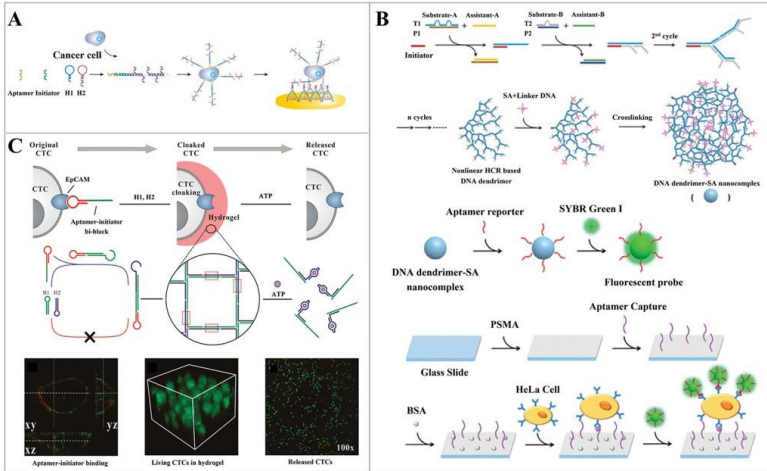 A
Cancer cell
Aptamer Initiator H1 H2
B
Substrate-A Assistant-A Substrate-B Assistant-B
T1 + T2 +
P1 P2
Initiator
2nd cycle
n cycles
SA+Linker DNA
Crosslinking
Nonlinear HCR based
DNA dendrimer
DNA dendrimer-SA
nanocomplex
( )
Aptamer reporter
SYBR Green I
DNA dendrimer-SA
nanocomplex
Fluorescent probe
PSMA
Aptamer Capture
Glass Slide
BSA
HeLa Cell
C
Original
CTC
Cloaked
CTC
Released
CTC
EpCAM
CTC
CTC
cloaking
CTC
H1, H2
ATP
Hydrogel
Aptamer-initiator
bi-block
H1 H2
ATP
xy
yz
xz
100x
Aptamer-initiator binding
Living CTCs in hydrogel
Released CTCs